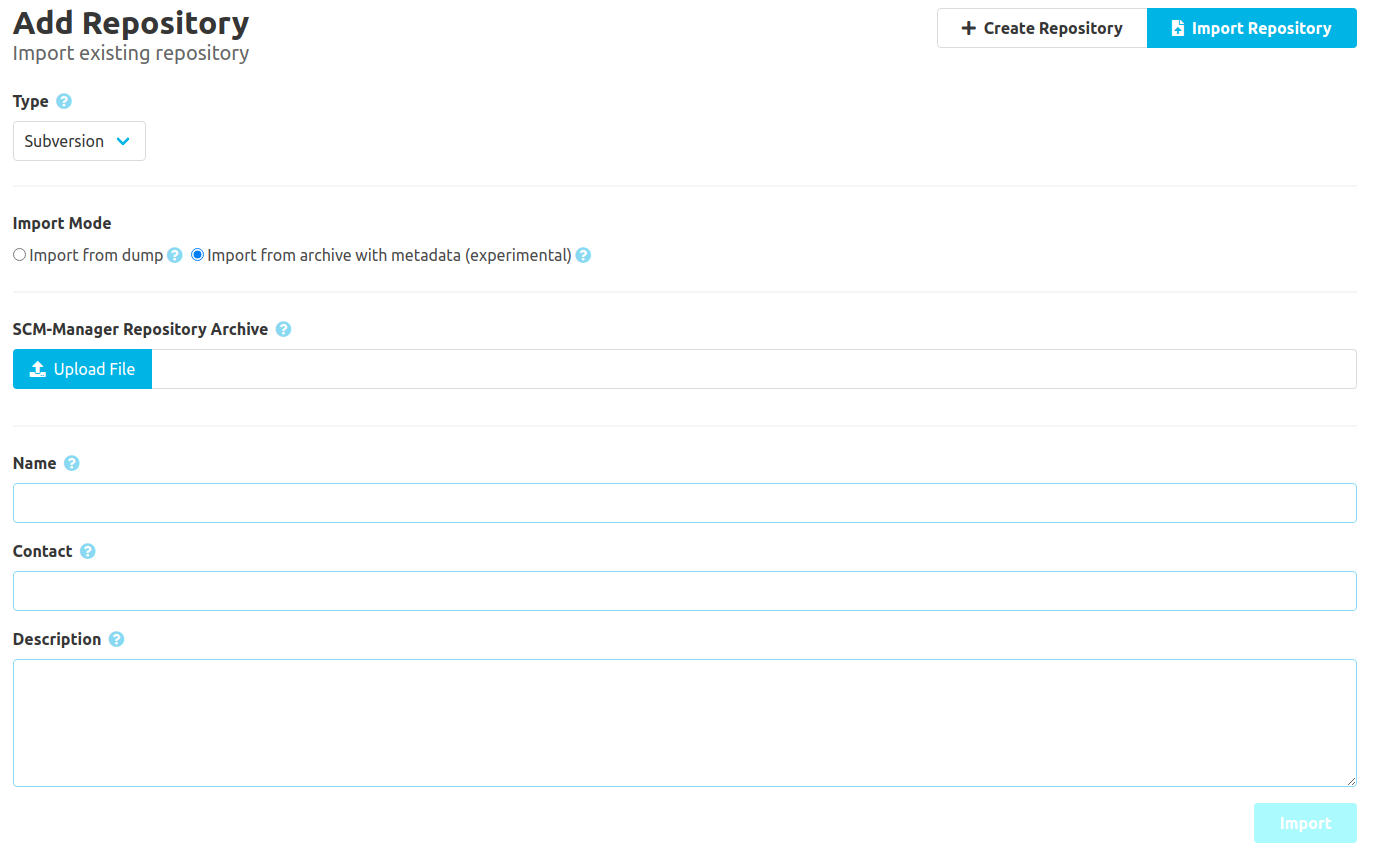 Add Repository
Import existing repository
Create Repository
Import Repository
Type ?
Subversion
Import Mode
Import from dump ? Import from archive with metadata (experimental) ?
SCM-Manager Repository Archive ?
Upload File
Name ?
Contact ?
Description ?
Import